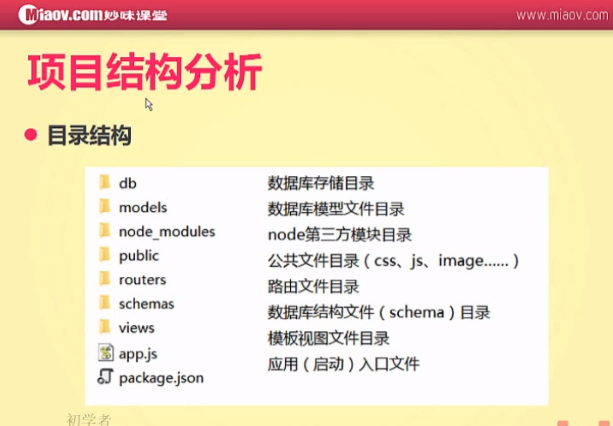 Miaov.com妙味课堂 www.miaov.com
项目结构分析
目录结构
db 数据库存储目录
models 数据库模型文件目录
node_modules node第三方模块目录
public 公共文件目录（css、js、image……）
routers 路由文件目录
schemas 数据库结构文件（schema）目录
views 模板视图文件目录
app.js 应用（启动）入口文件
package.json
初学者